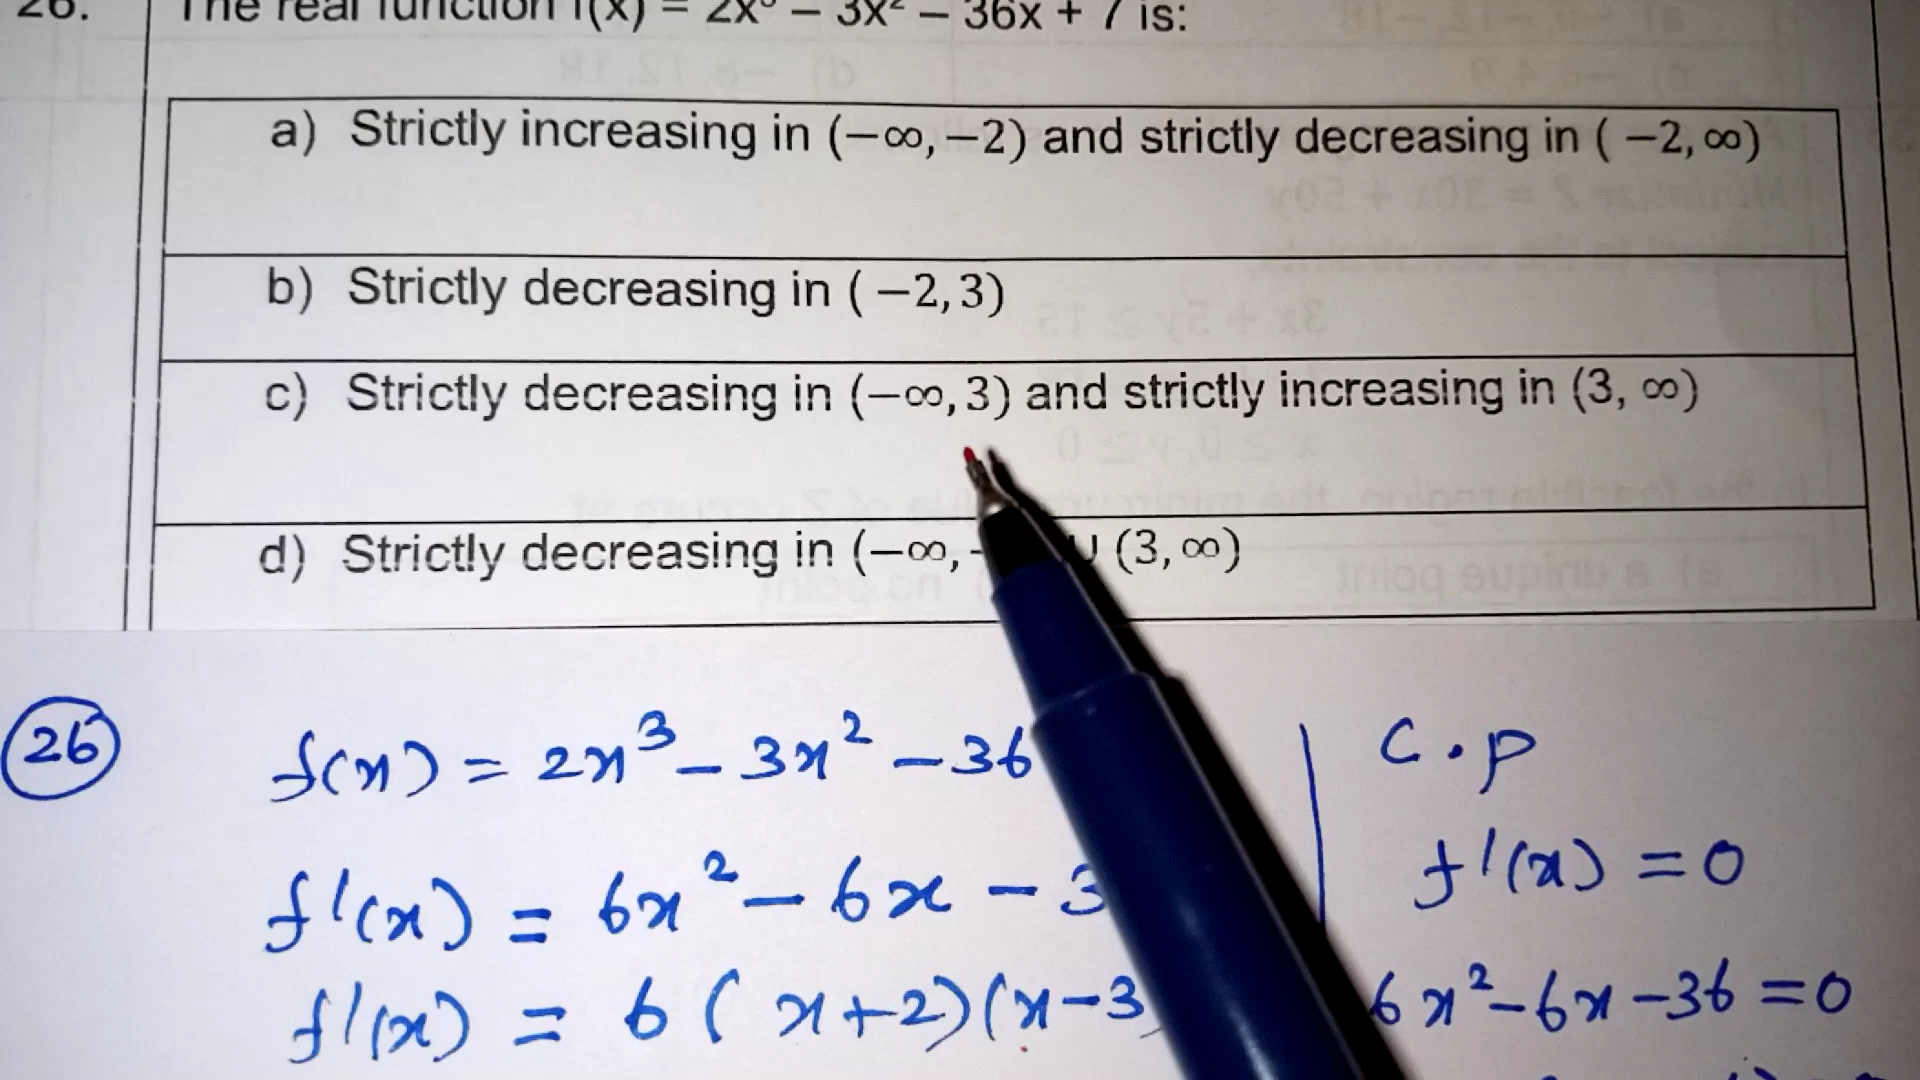 26. The real function f(x) = 2x³ – 3x² – 36x + 7 is:
a) Strictly increasing in (−∞, −2) and strictly decreasing in ( −2, ∞)
b) Strictly decreasing in ( −2, 3)
c) Strictly decreasing in (−∞, 3) and strictly increasing in (3, ∞)
d) Strictly decreasing in (−∞, - ∪ (3, ∞)
26
f(x) = 2x³ – 3x² – 36
f'(x) = 6x² – 6x – 3
f'(x) = 6 ( x+2)(x–3
C.P
f'(x) = 0
6x² – 6x – 36 = 0